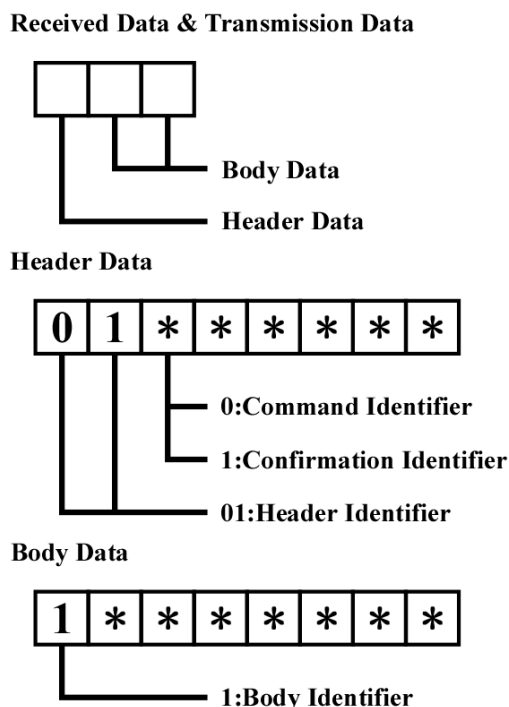 Received Data & Transmission Data
Body Data
Header Data
Header Data
0 1 * * * * * *
0:Command Identifier
1:Confirmation Identifier
01:Header Identifier
Body Data
1 * * * * * * *
1:Body Identifier